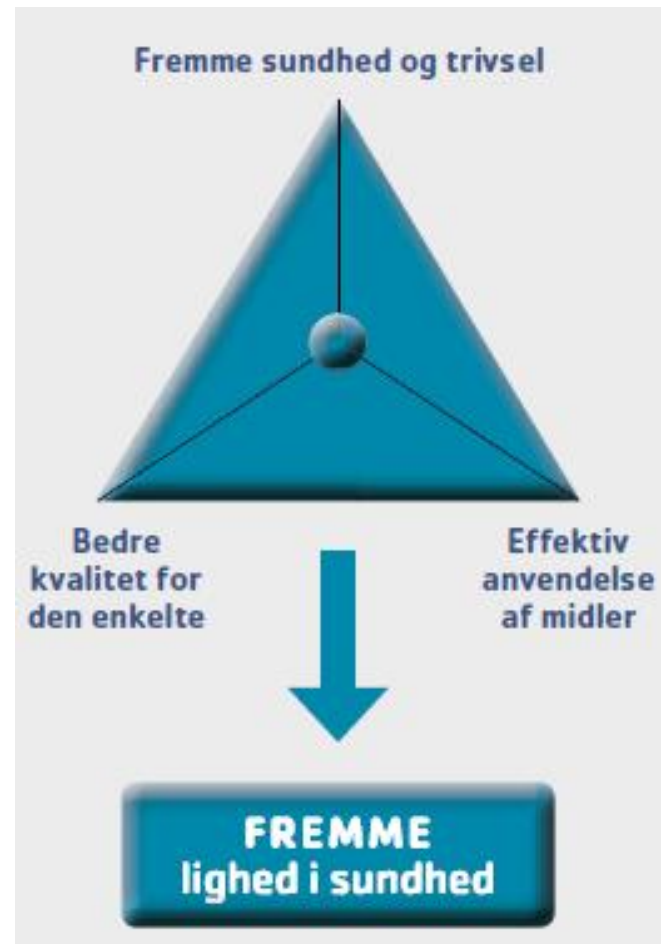 Fremme sundhed og trivsel
Bedre
kvalitet for
den enkelte
Effektiv
anvendelse
af midler
FREMME
lighed i sundhed